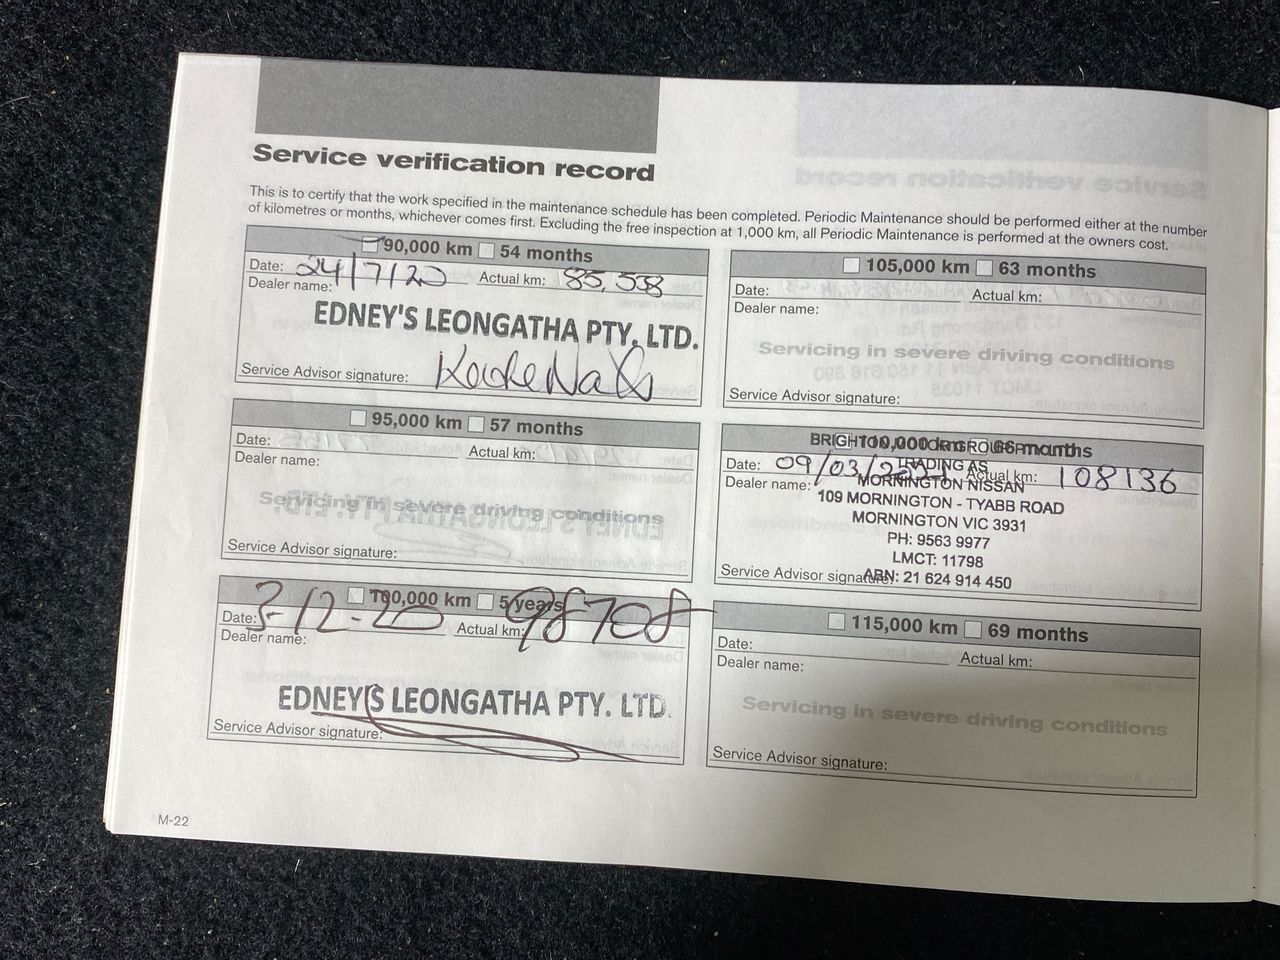 Service verification record
This is to certify that the work specified in the maintenance schedule has been completed. Periodic Maintenance should be performed either at the number
of kilometres or months, whichever comes first. Excluding the free inspection at 1,000 km, all Periodic Maintenance is performed at the owners cost.
90,000 km 54 months
Date: 24/7/20 Actual km: 85,538
Dealer name:
EDNEY'S LEONGATHA PTY. LTD.
Service Advisor signature:
95,000 km 57 months
Date: Actual km:
Dealer name:
Servicing in severe driving conditions
Service Advisor signature:
100,000 km 5 years
Date: 3-12-20 Actual km: 98708
Dealer name:
EDNEY'S LEONGATHA PTY. LTD.
Service Advisor signature:
105,000 km 63 months
Date: Actual km:
Dealer name:
Servicing in severe driving conditions
Service Advisor signature:
110,000 km 66 months
BRIGHTON MOTOR GROUP
Date: 09/03/2021 Actual km: 108136
TRADING AS
Dealer name:
MORNINGTON NISSAN
109 MORNINGTON - TYABB ROAD
MORNINGTON VIC 3931
PH: 9563 9977
LMCT: 11798
Service Advisor signature:
ABN: 21 624 914 450
115,000 km 69 months
Date: Actual km:
Dealer name:
Servicing in severe driving conditions
Service Advisor signature:
M-22